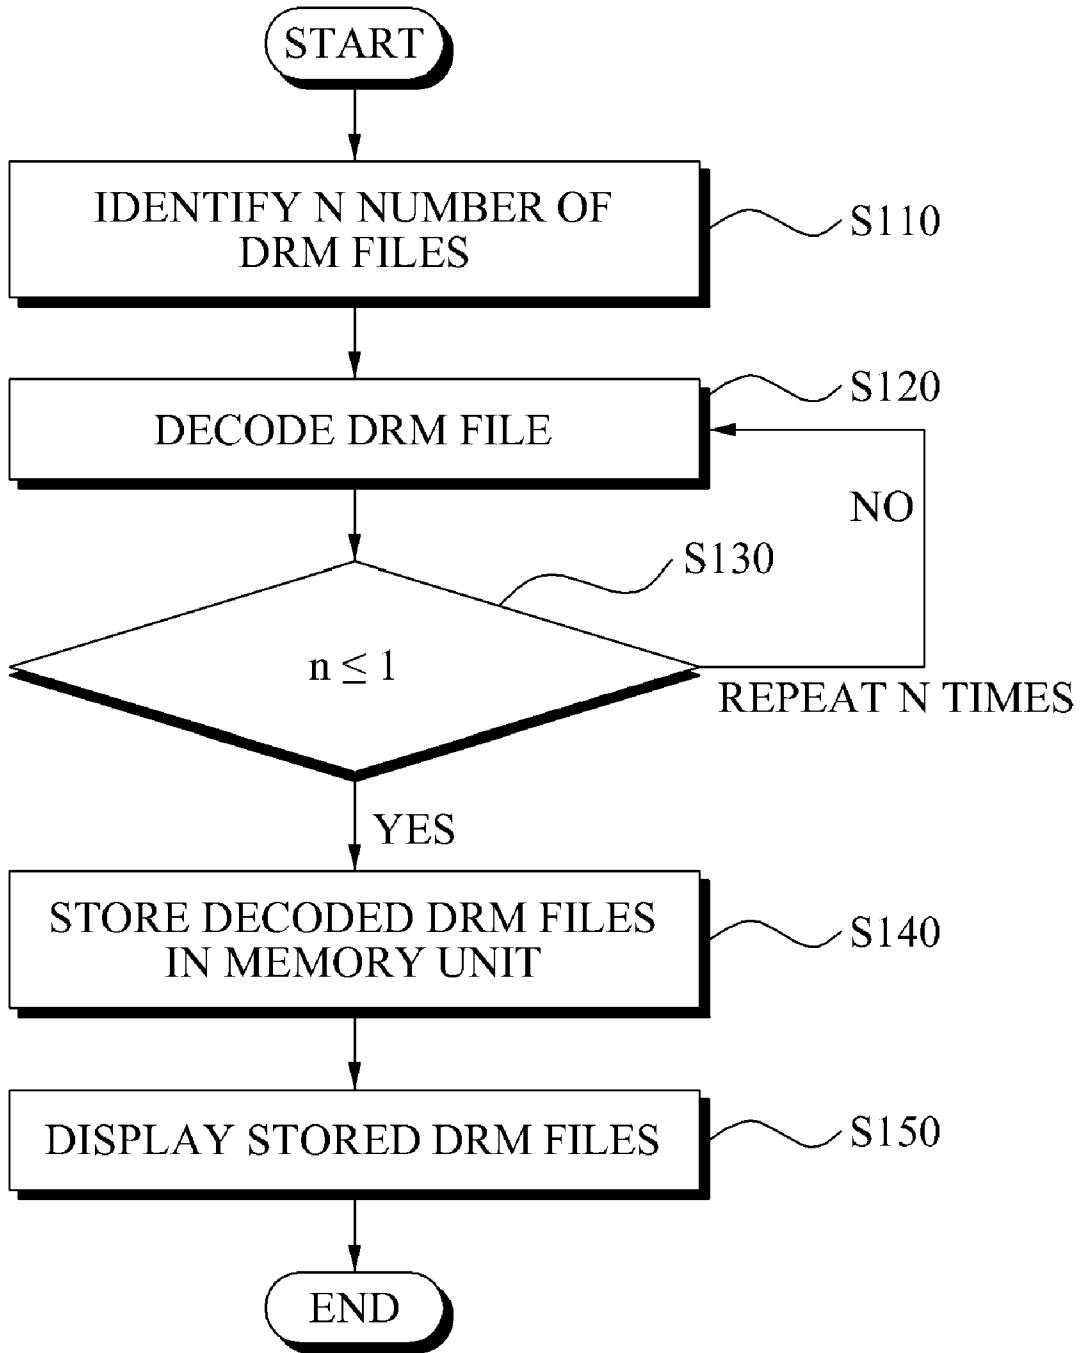 START
IDENTIFY N NUMBER OF
DRM FILES
S110
DECODE DRM FILE
S120
NO
S130
n ≤ 1
REPEAT N TIMES
YES
STORE DECODED DRM FILES
IN MEMORY UNIT
S140
DISPLAY STORED DRM FILES
S150
END